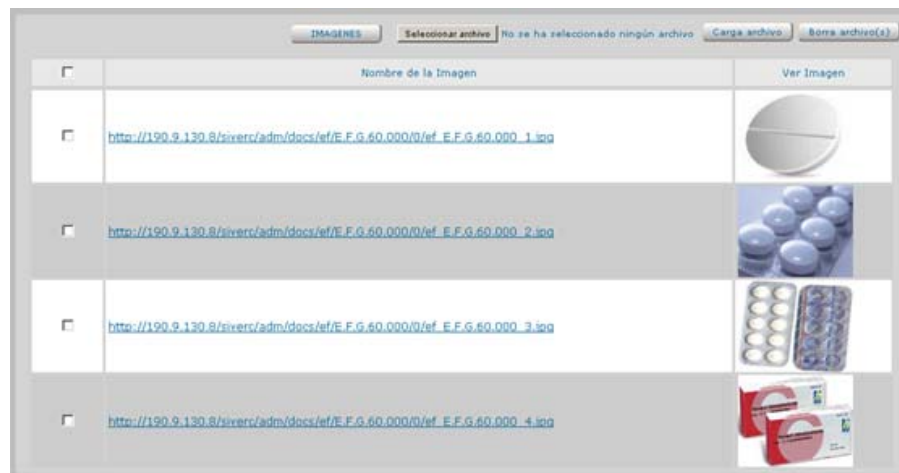 IMAGENES Seleccionar archivo No se ha seleccionado ningún archivo Carga archivo Borra archivo(s)
Nombre de la Imagen Ver Imagen
http://190.9.130.8/siverc/adm/docs/ef/E.F.G.60.000/0/ef_E.F.G.60.000_1.jpg
http://190.9.130.8/siverc/adm/docs/ef/E.F.G.60.000/0/ef_E.F.G.60.000_2.jpg
http://190.9.130.8/siverc/adm/docs/ef/E.F.G.60.000/0/ef_E.F.G.60.000_3.jpg
http://190.9.130.8/siverc/adm/docs/ef/E.F.G.60.000/0/ef_E.F.G.60.000_4.jpg